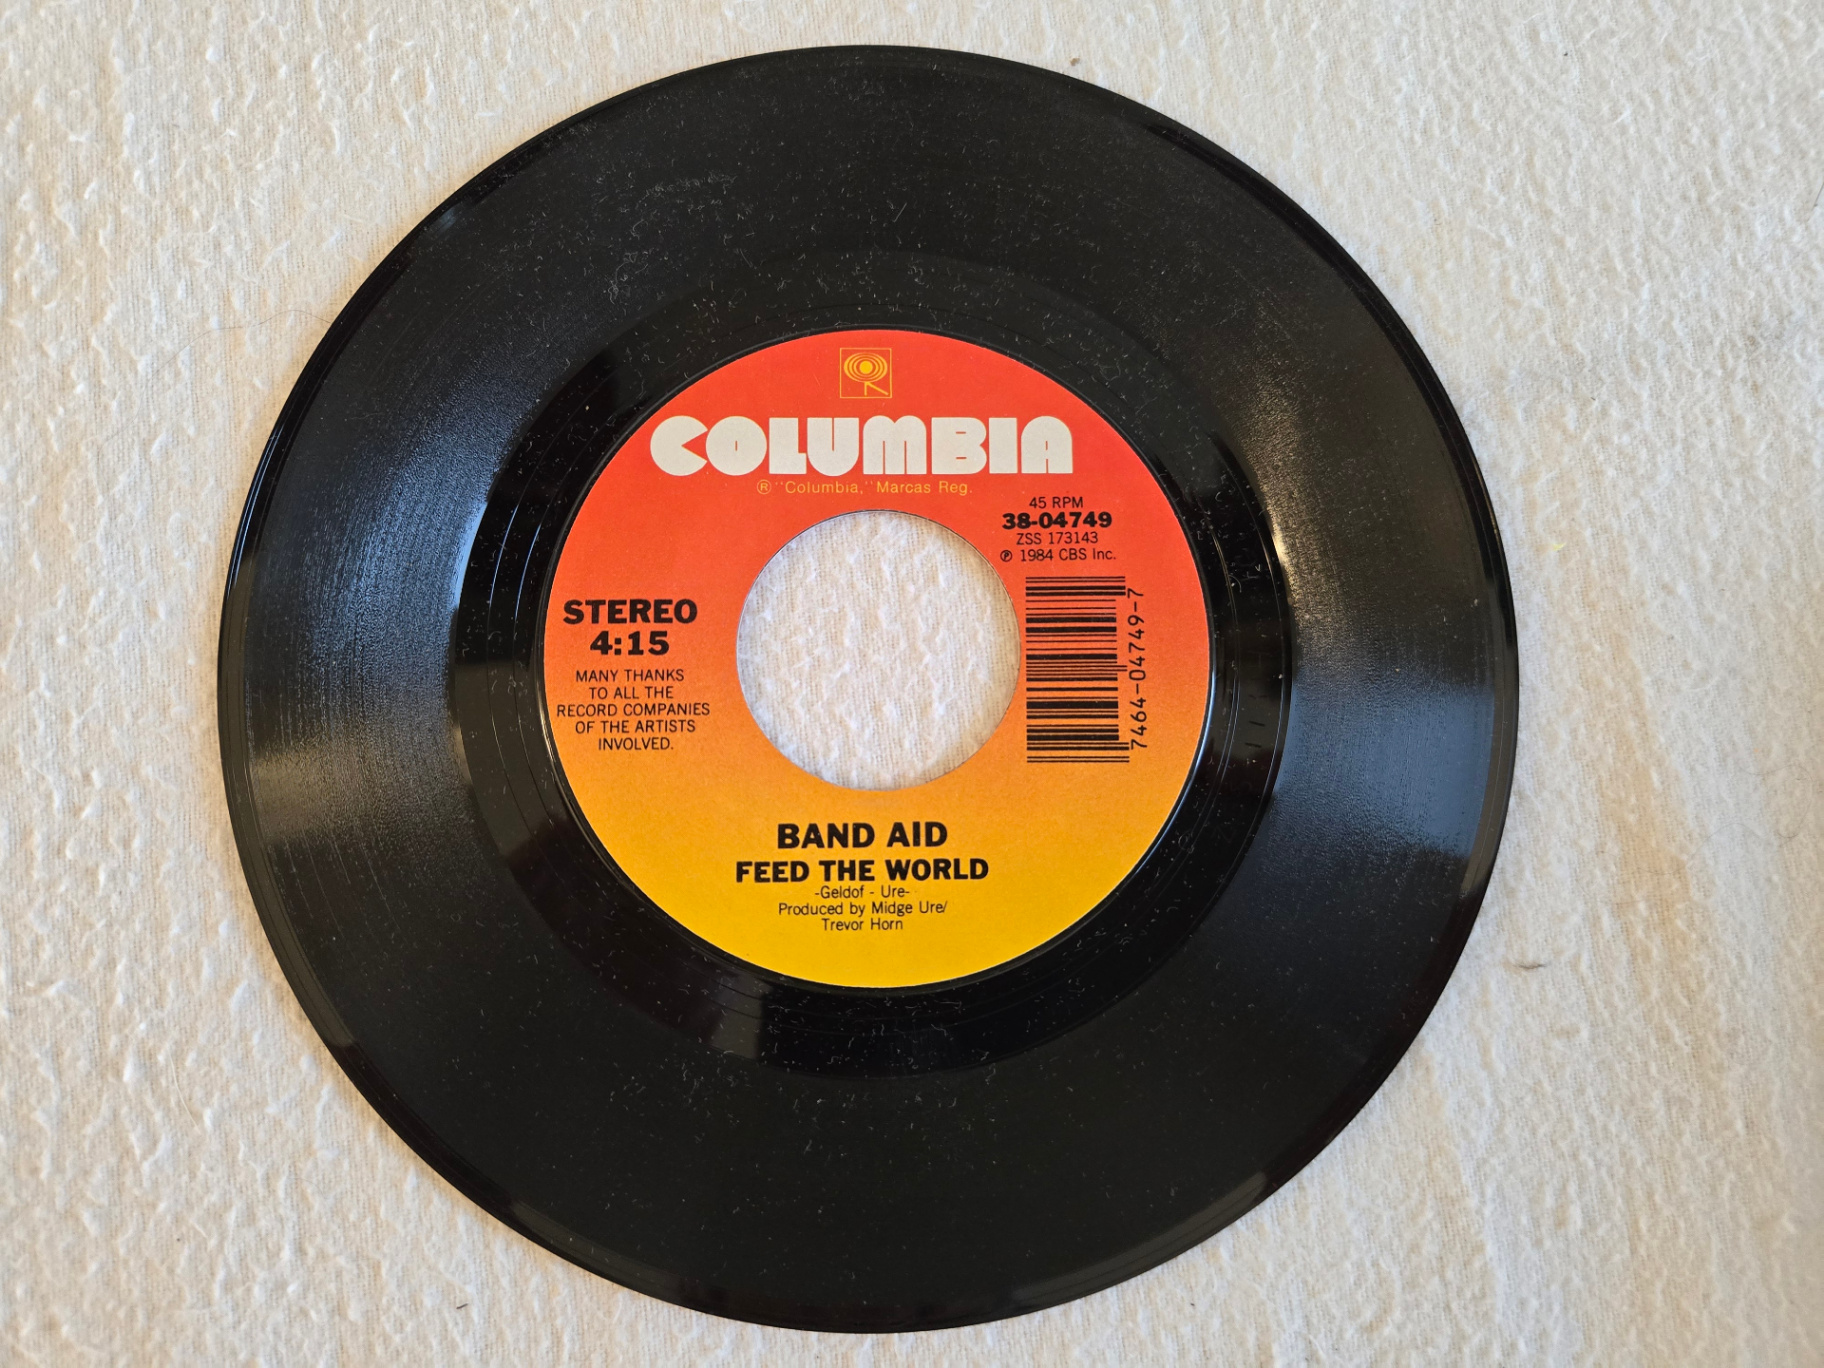 COLUMBIA
® "Columbia," Marcas Reg.
45 RPM
38-04749
ZSS 173143
℗ 1984 CBS Inc.
7464-04749-7
STEREO
4:15
MANY THANKS
TO ALL THE
RECORD COMPANIES
OF THE ARTISTS
INVOLVED.
BAND AID
FEED THE WORLD
-Geldof - Ure-
Produced by Midge Ure/
Trevor Horn